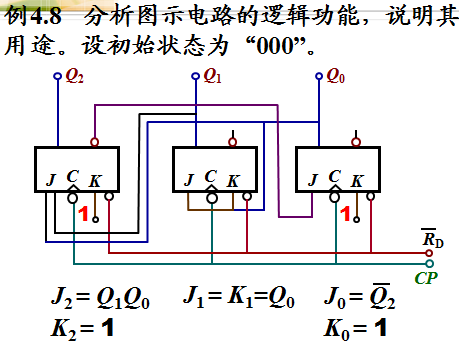 例4.8 分析图示电路的逻辑功能，说明其
用途。设初始状态为“000”。
Q₂ Q₁ Q₀
J C K J C K J C K
1 1
R̅_D
CP
J₂ = Q₁Q₀ J₁ = K₁=Q₀ J₀ = Q̅₂
K₂ = 1 K₀ = 1